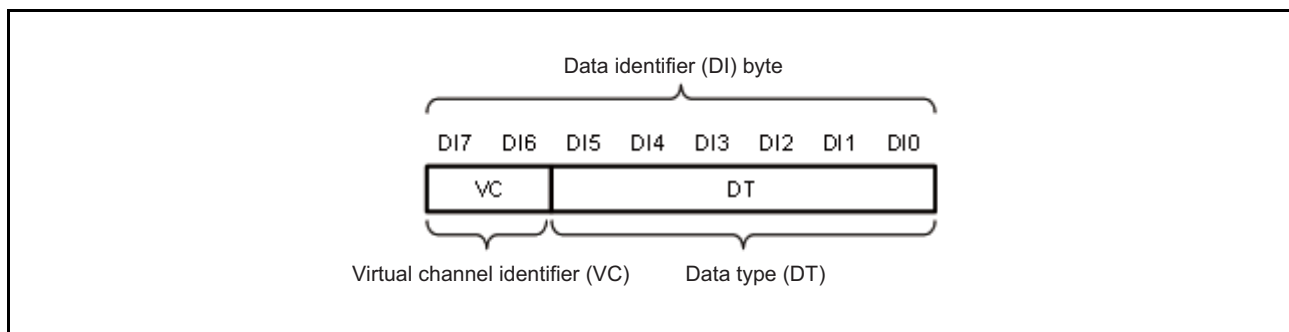 Data identifier (DI) byte
DI7 DI6 DI5 DI4 DI3 DI2 DI1 DI0
VC DT
Virtual channel identifier (VC) Data type (DT)